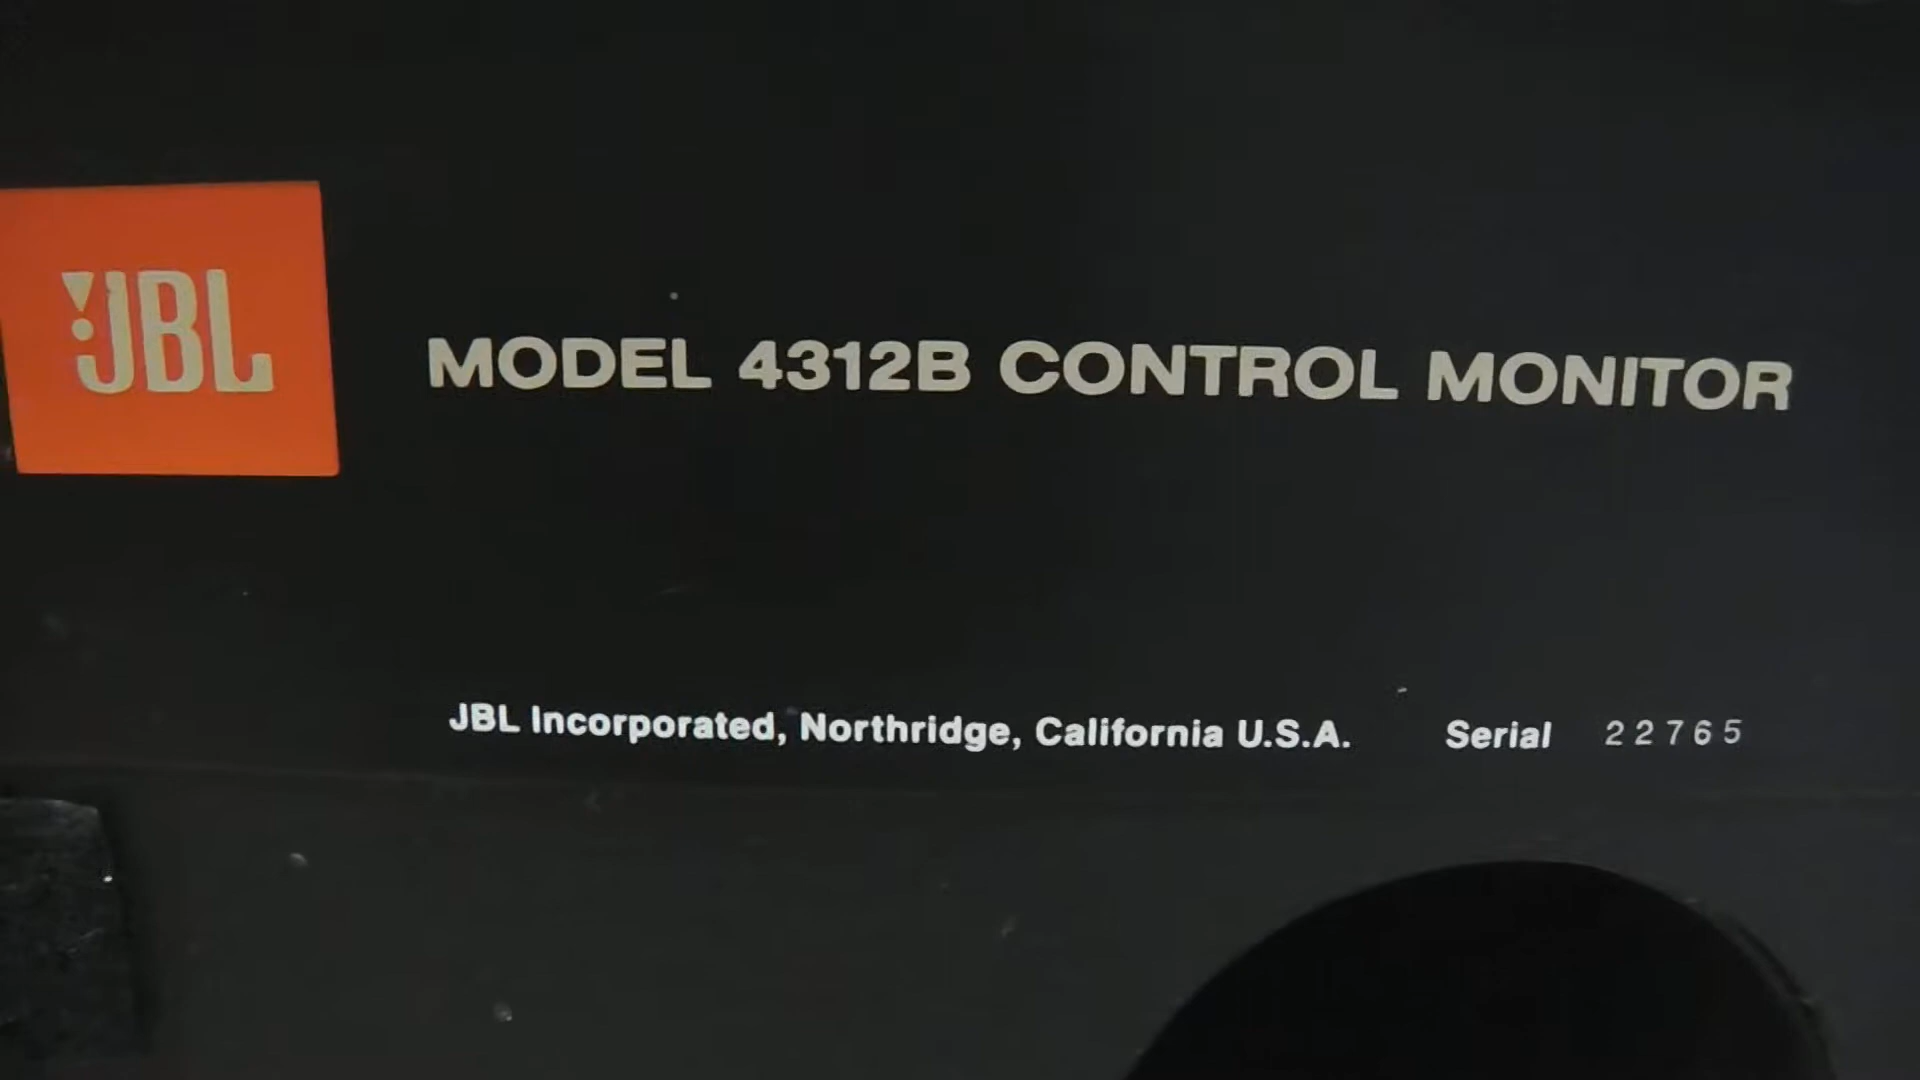 JBL
MODEL 4312B CONTROL MONITOR
JBL Incorporated, Northridge, California U.S.A. Serial 22765